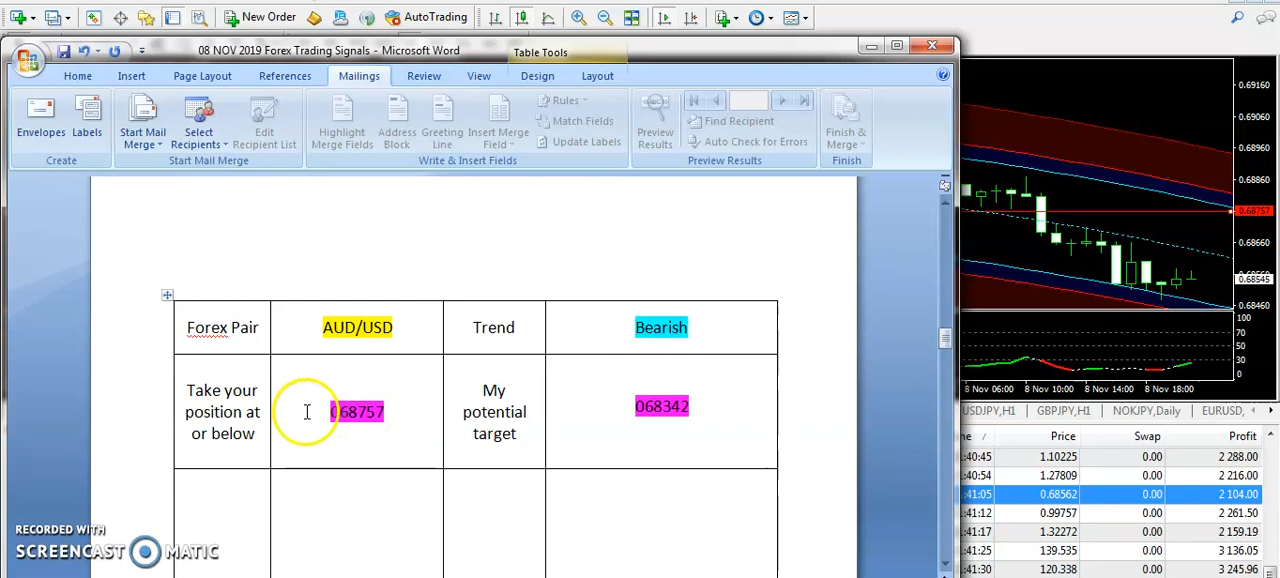 New Order
AutoTrading
08 NOV 2019 Forex Trading Signals - Microsoft Word
Table Tools
Home Insert Page Layout References Mailings Review View Design Layout
Envelopes Labels
Start Mail Merge Select Recipients Edit Recipient List
Highlight Merge Fields Address Block Greeting Line Insert Merge Field
Rules
Match Fields
Update Labels
Preview Results
Find Recipient
Auto Check for Errors
Finish & Merge
Create Start Mail Merge Write & Insert Fields Preview Results Finish
Forex Pair AUD/USD Trend Bearish
Take your
position at
or below
068757
My
potential
target
068342
RECORDED WITH
SCREENCAST MATIC
0.69160
0.69060
0.68960
0.68860
0.68757
0.68660
0.68545
0.68460
100
70
50
30
0
8 Nov 06:00 8 Nov 10:00 8 Nov 14:00 8 Nov 18:00
USDJPY,H1 GBPJPY,H1 NOKJPY,Daily EURUSD,
me / Price Swap Profit
:40:45 1.10225 0.00 2 288.00
:40:54 1.27809 0.00 2 216.00
:41:05 0.68562 0.00 2 104.00
:41:12 0.99757 0.00 2 261.50
:41:17 1.32272 0.00 2 159.19
:41:25 139.535 0.00 3 136.05
:41:30 120.338 0.00 3 245.96